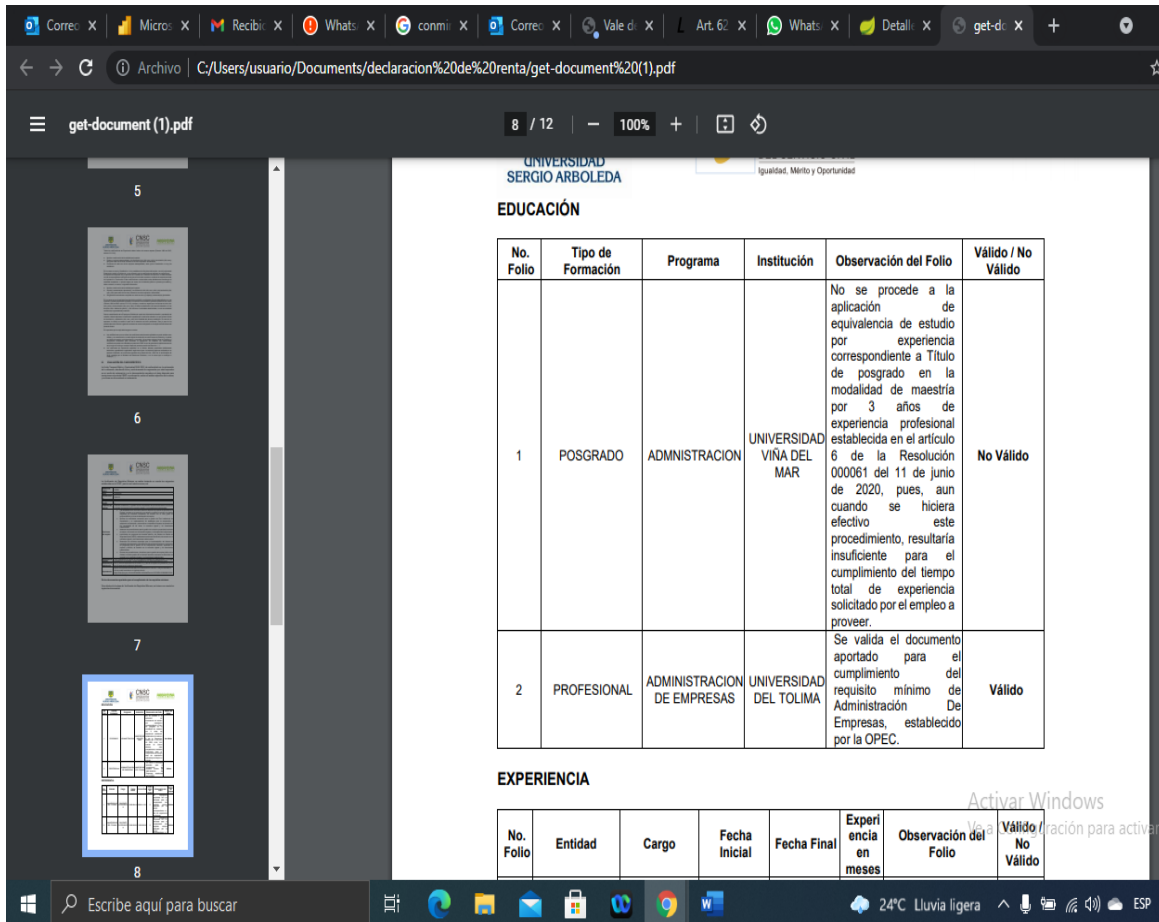 Correo
Micros
Recibic
Whats
conmir
Correo
Vale de
Art. 62
Whats
Detalle
get-do
Archivo
C:/Users/usuario/Documents/declaracion%20de%20renta/get-document%20(1).pdf
get-document (1).pdf
8 / 12
100%
5
6
7
8
UNIVERSIDAD
SERGIO ARBOLEDA
Igualdad, Mérito y Oportunidad
EDUCACIÓN
No. Folio
Tipo de Formación
Programa
Institución
Observación del Folio
Válido / No Válido
1
POSGRADO
ADMNISTRACION
UNIVERSIDAD
VIÑA DEL
MAR
No se procede a la
aplicación de
equivalencia de estudio
por experiencia
correspondiente a Título
de posgrado en la
modalidad de maestría
por 3 años de
experiencia profesional
establecida en el artículo
6 de la Resolución
000061 del 11 de junio
de 2020, pues, aun
cuando se hiciera
efectivo este
procedimiento, resultaría
insuficiente para el
cumplimiento del tiempo
total de experiencia
solicitado por el empleo a
proveer.
No Válido
2
PROFESIONAL
ADMINISTRACION
DE EMPRESAS
UNIVERSIDAD
DEL TOLIMA
Se valida el documento
aportado para el
cumplimiento del
requisito mínimo de
Administración De
Empresas, establecido
por la OPEC.
Válido
EXPERIENCIA
No. Folio
Entidad
Cargo
Fecha Inicial
Fecha Final
Experi
encia
en
meses
Observación del Folio
Válido / No Válido
Activar Windows
Ve a Configuración para activar
Escribe aquí para buscar
24°C Lluvia ligera
ESP